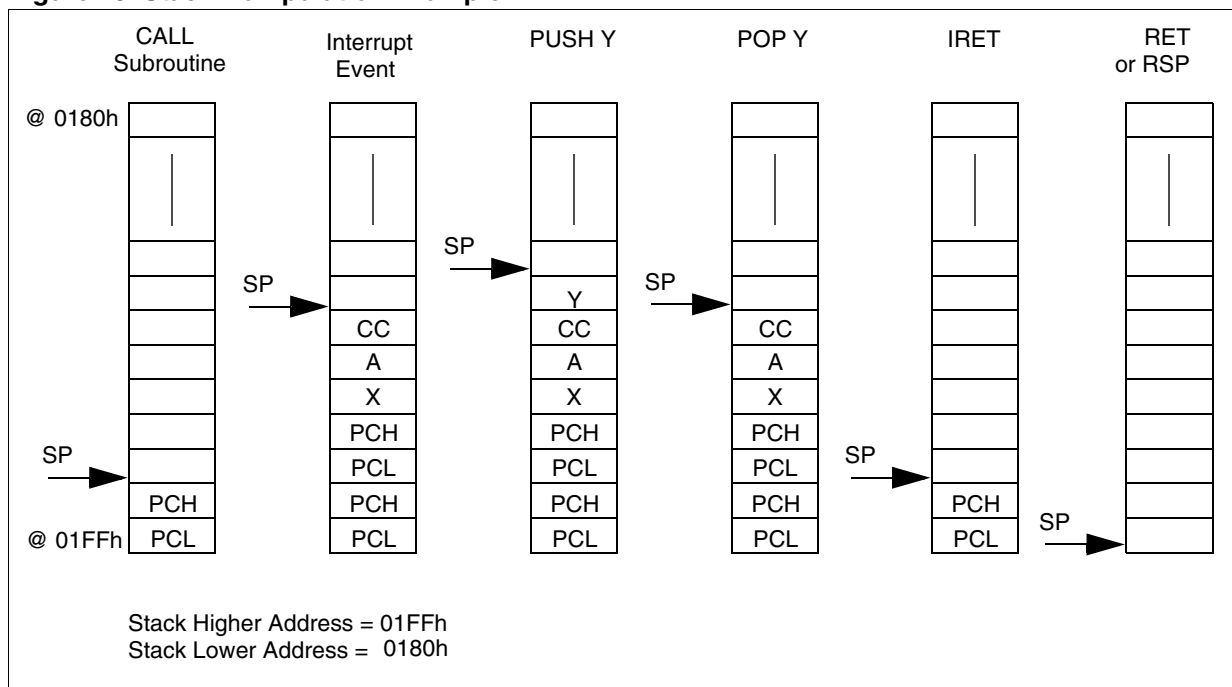 CALL
Subroutine
Interrupt
Event
PUSH Y
POP Y
IRET
RET
or RSP
@ 0180h
SP
PCH
@ 01FFh
PCL
SP
CC
A
X
PCH
PCL
PCH
PCL
SP
Y
CC
A
X
PCH
PCL
PCH
PCL
SP
CC
A
X
PCH
PCL
PCH
PCL
SP
PCH
PCL
SP
Stack Higher Address = 01FFh
Stack Lower Address = 0180h